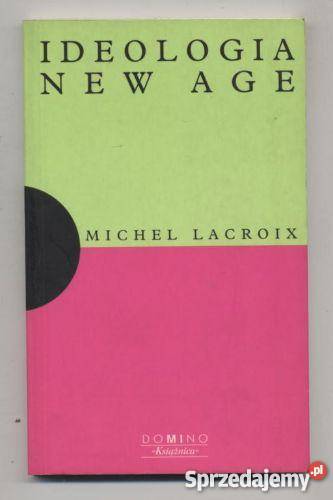 IDEOLOGIA
NEW AGE
MICHEL LACROIX
DOMINO
«Książnica»
Sprzedajemy.pl